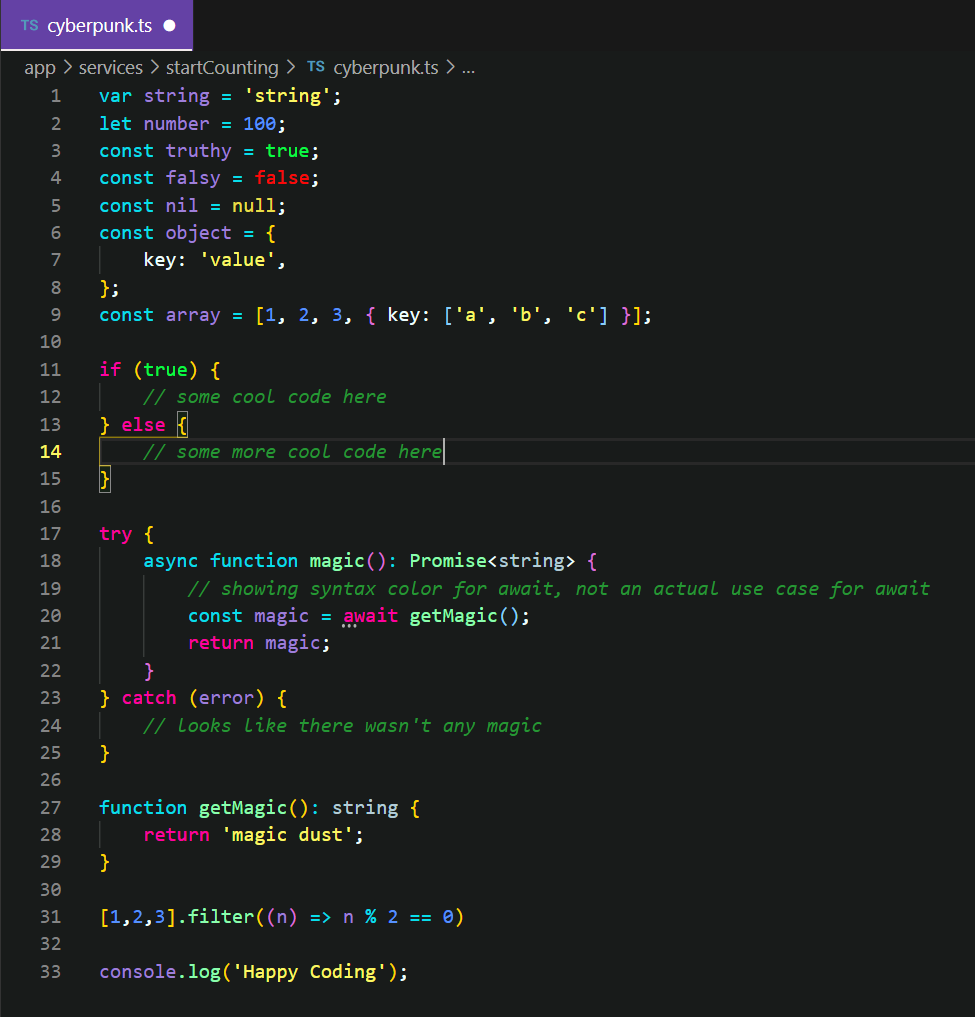 TS cyberpunk.ts
app > services > startCounting > TS cyberpunk.ts > ...
1 var string = 'string';
2 let number = 100;
3 const truthy = true;
4 const falsy = false;
5 const nil = null;
6 const object = {
7     key: 'value',
8 };
9 const array = [1, 2, 3, { key: ['a', 'b', 'c'] }];
10
11 if (true) {
12     // some cool code here
13 } else {
14     // some more cool code here
15 }
16
17 try {
18     async function magic(): Promise<string> {
19         // showing syntax color for await, not an actual use case for await
20         const magic = await getMagic();
21         return magic;
22     }
23 } catch (error) {
24     // looks like there wasn't any magic
25 }
26
27 function getMagic(): string {
28     return 'magic dust';
29 }
30
31 [1,2,3].filter((n) => n % 2 == 0)
32
33 console.log('Happy Coding');